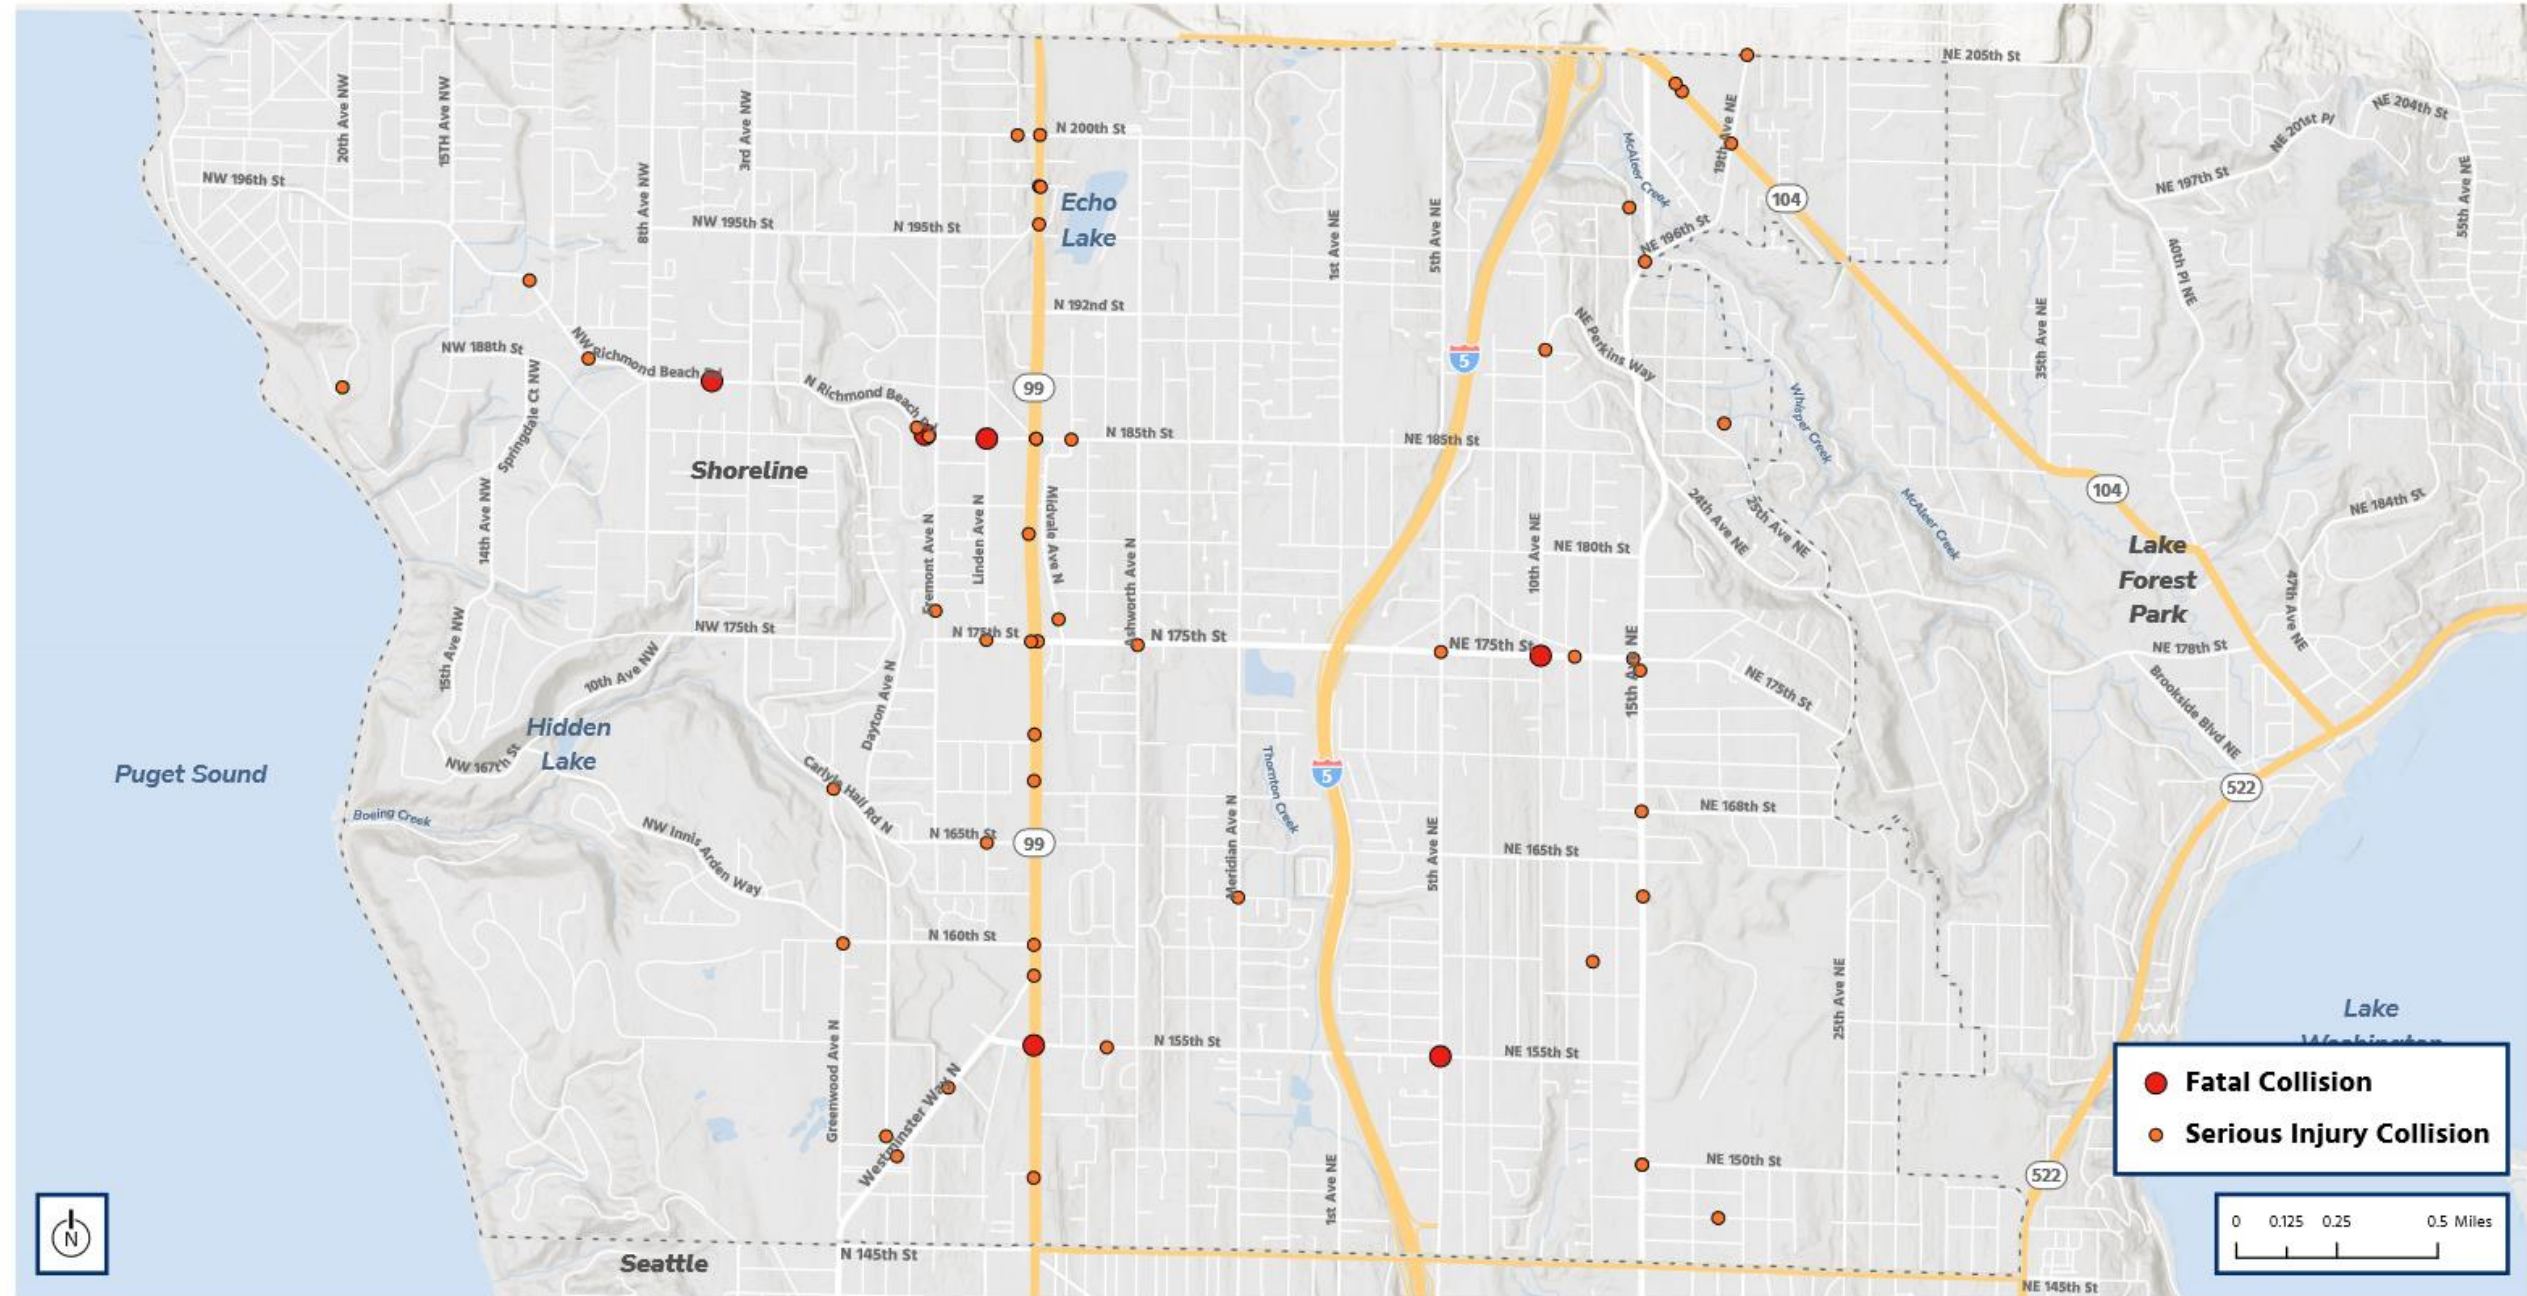 NE 205th St
NE 204th St
NE 201st Pl
20th Ave NW
15TH Ave NW
3rd Ave NW
N 200th St
19th Ave NE
McAleer Creek
104
NW 196th St
8th Ave NW
NW 195th St
N 195th St
Echo
Lake
1st Ave NE
5th Ave NE
NE 196th St
NE 197th St
55th Ave NE
40th Pl NE
N 192nd St
35th Ave NE
NW 188th St
NW Richmond Beach Rd
NE Perkins Way
5
99
N Richmond Beach Rd
Springdale Ct NW
Whisper Creek
N 185th St
NE 185th St
Shoreline
104
NE 184th St
14th Ave NW
Fremont Ave N
Linden Ave N
Midvale Ave N
Ashworth Ave N
10th Ave NE
NE 180th St
24th Ave NE
25th Ave NE
McAleer Creek
Lake
Forest
Park
47th Ave NE
15th Ave NW
NW 175th St
N 175th St
N 175th St
NE 175th St
15th Ave NE
NE 178th St
10th Ave NW
Dayton Ave N
NE 175th St
Brookside Blvd NE
Hidden
Lake
NW 167th St
Puget Sound
Thornton Creek
5
522
Carlyle Hall Rd N
Boeing Creek
NW Innis Arden Way
N 165th St
99
Meridian Ave N
5th Ave NE
NE 168th St
NE 165th St
N 160th St
25th Ave NE
Lake
Washington
Greenwood Ave N
N 155th St
NE 155th St
Westminster Way N
1st Ave NE
NE 150th St
522
Fatal Collision
Serious Injury Collision
N
Seattle
N 145th St
0 0.125 0.25 0.5 Miles
NE 145th St